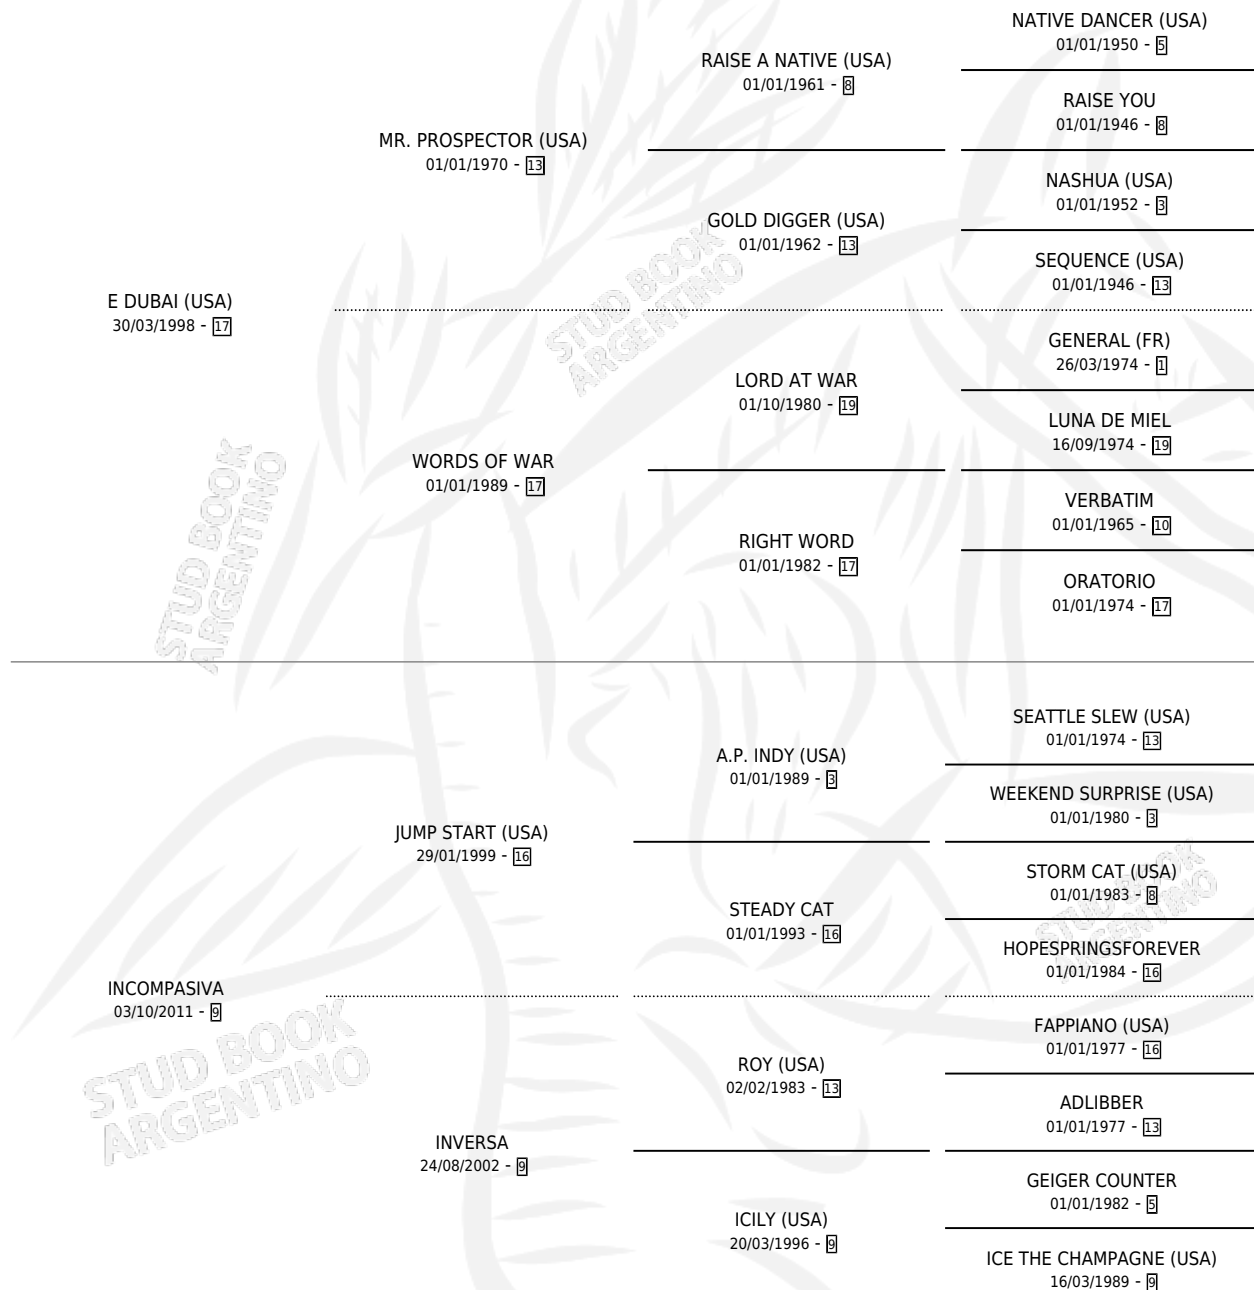 NATIVE DANCER (USA)
01/01/1950 - 5
RAISE A NATIVE (USA)
01/01/1961 - 8
RAISE YOU
01/01/1946 - 8
MR. PROSPECTOR (USA)
01/01/1970 - 13
NASHUA (USA)
01/01/1952 - 3
GOLD DIGGER (USA)
01/01/1962 - 13
SEQUENCE (USA)
01/01/1946 - 13
E DUBAI (USA)
30/03/1998 - 17
STUD BOOK
ARGENTINO
GENERAL (FR)
26/03/1974 - 1
LORD AT WAR
01/10/1980 - 19
LUNA DE MIEL
16/09/1974 - 19
WORDS OF WAR
01/01/1989 - 17
STUD BOOK
ARGENTINO
VERBATIM
01/01/1965 - 10
RIGHT WORD
01/01/1982 - 17
ORATORIO
01/01/1974 - 17
SEATTLE SLEW (USA)
01/01/1974 - 13
A.P. INDY (USA)
01/01/1989 - 3
WEEKEND SURPRISE (USA)
01/01/1980 - 3
JUMP START (USA)
29/01/1999 - 16
STORM CAT (USA)
01/01/1983 - 8
STUD BOOK
ARGENTINO
STEADY CAT
01/01/1993 - 16
HOPESPRINGSFOREVER
01/01/1984 - 16
INCOMPASIVA
03/10/2011 - 9
STUD BOOK
ARGENTINO
FAPPIANO (USA)
01/01/1977 - 16
ROY (USA)
02/02/1983 - 13
ADLIBBER
01/01/1977 - 13
INVERSA
24/08/2002 - 9
GEIGER COUNTER
01/01/1982 - 5
ICILY (USA)
20/03/1996 - 9
ICE THE CHAMPAGNE (USA)
16/03/1989 - 9